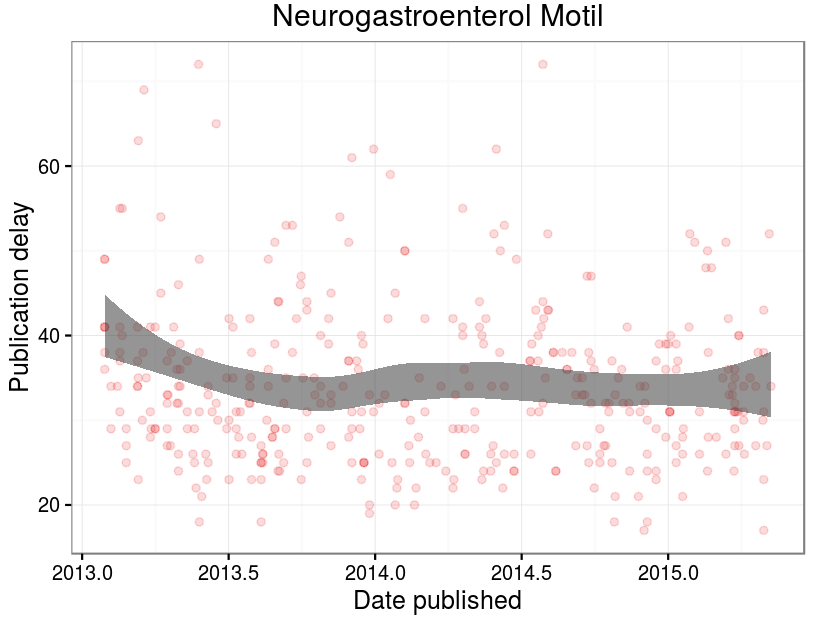 Neurogastroenterol Motil
Publication delay
60
40
20
2013.0 2013.5 2014.0 2014.5 2015.0
Date published